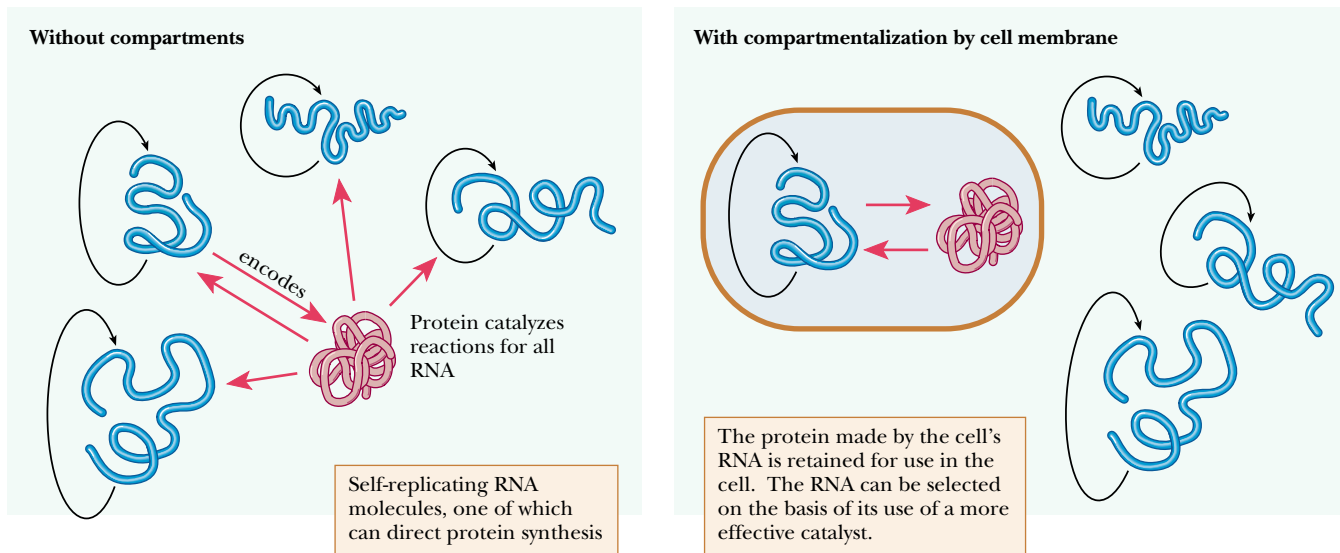 Without compartments
encodes
Protein catalyzes
reactions for all
RNA
Self-replicating RNA
molecules, one of which
can direct protein synthesis
With compartmentalization by cell membrane
The protein made by the cell's
RNA is retained for use in the
cell. The RNA can be selected
on the basis of its use of a more
effective catalyst.